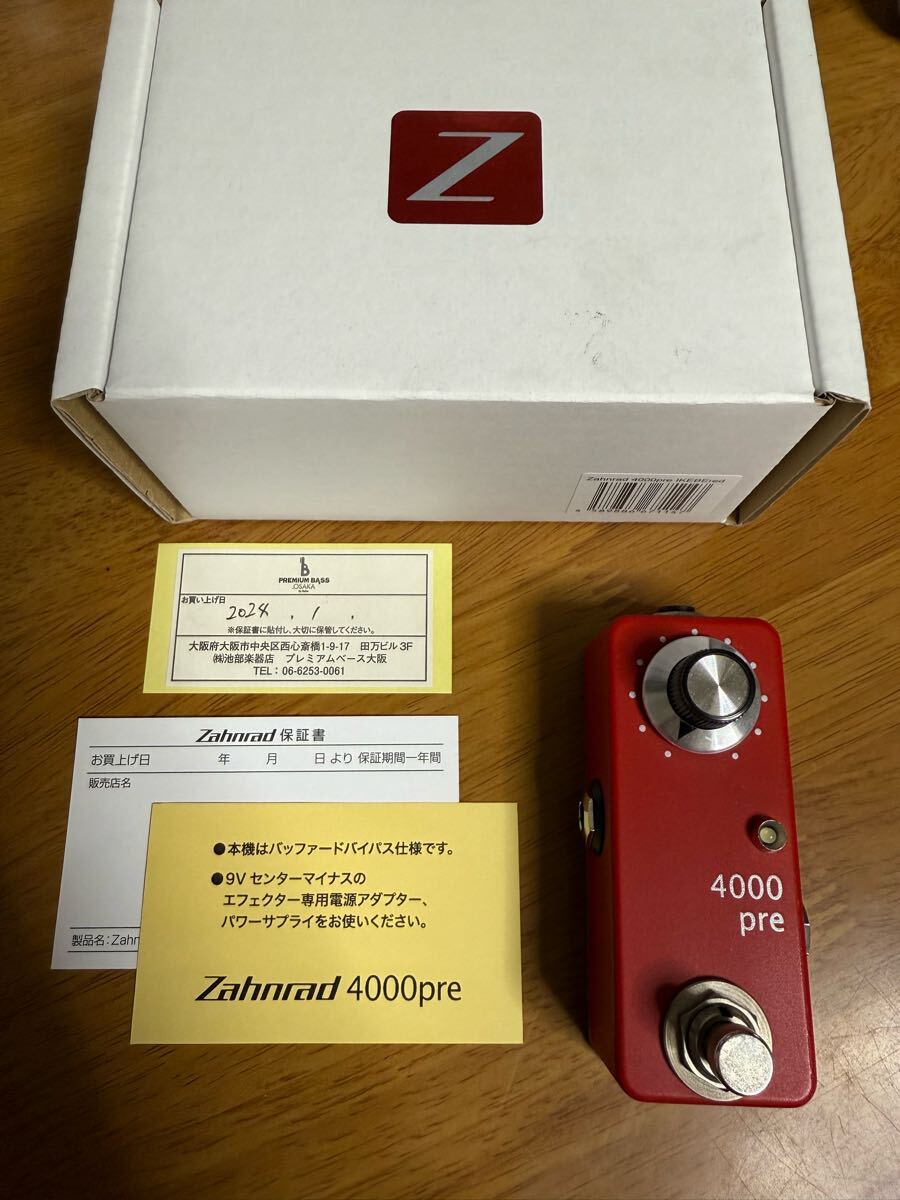 Z
Zahnrad 4000pre IKEBEred
PREMIUM BASS
OSAKA
お買い上げ日
2024 . 1 .
※保証書に貼付し、大切に保管してください。
大阪府大阪市中央区西心斎橋1-9-17 田万ビル3F
㈱池部楽器店 プレミアムベース大阪
TEL：06-6253-0061
Zahnrad 保証書
お買上げ日 年 月 日より 保証期間一年間
販売店名
製品名：Zahn
●本機はバッファードバイパス仕様です。
●9Vセンターマイナスの
エフェクター専用電源アダプター、
パワーサプライをお使いください。
Zahnrad 4000pre
4000
pre